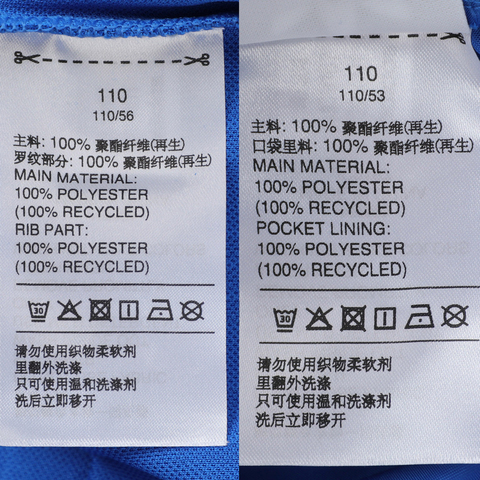 110
110/56
主料: 100% 聚酯纤维(再生)
罗纹部分: 100% 聚酯纤维(再生)
MAIN MATERIAL:
100% POLYESTER
(100% RECYCLED)
RIB PART:
100% POLYESTER
(100% RECYCLED)
30
请勿使用织物柔软剂
里翻外洗涤
只可使用温和洗涤剂
洗后立即移开
110
110/53
主料: 100% 聚酯纤维(再生)
口袋里料: 100% 聚酯纤维(再生)
MAIN MATERIAL:
100% POLYESTER
(100% RECYCLED)
POCKET LINING:
100% POLYESTER
(100% RECYCLED)
30
请勿使用织物柔软剂
里翻外洗涤
只可使用温和洗涤剂
洗后立即移开